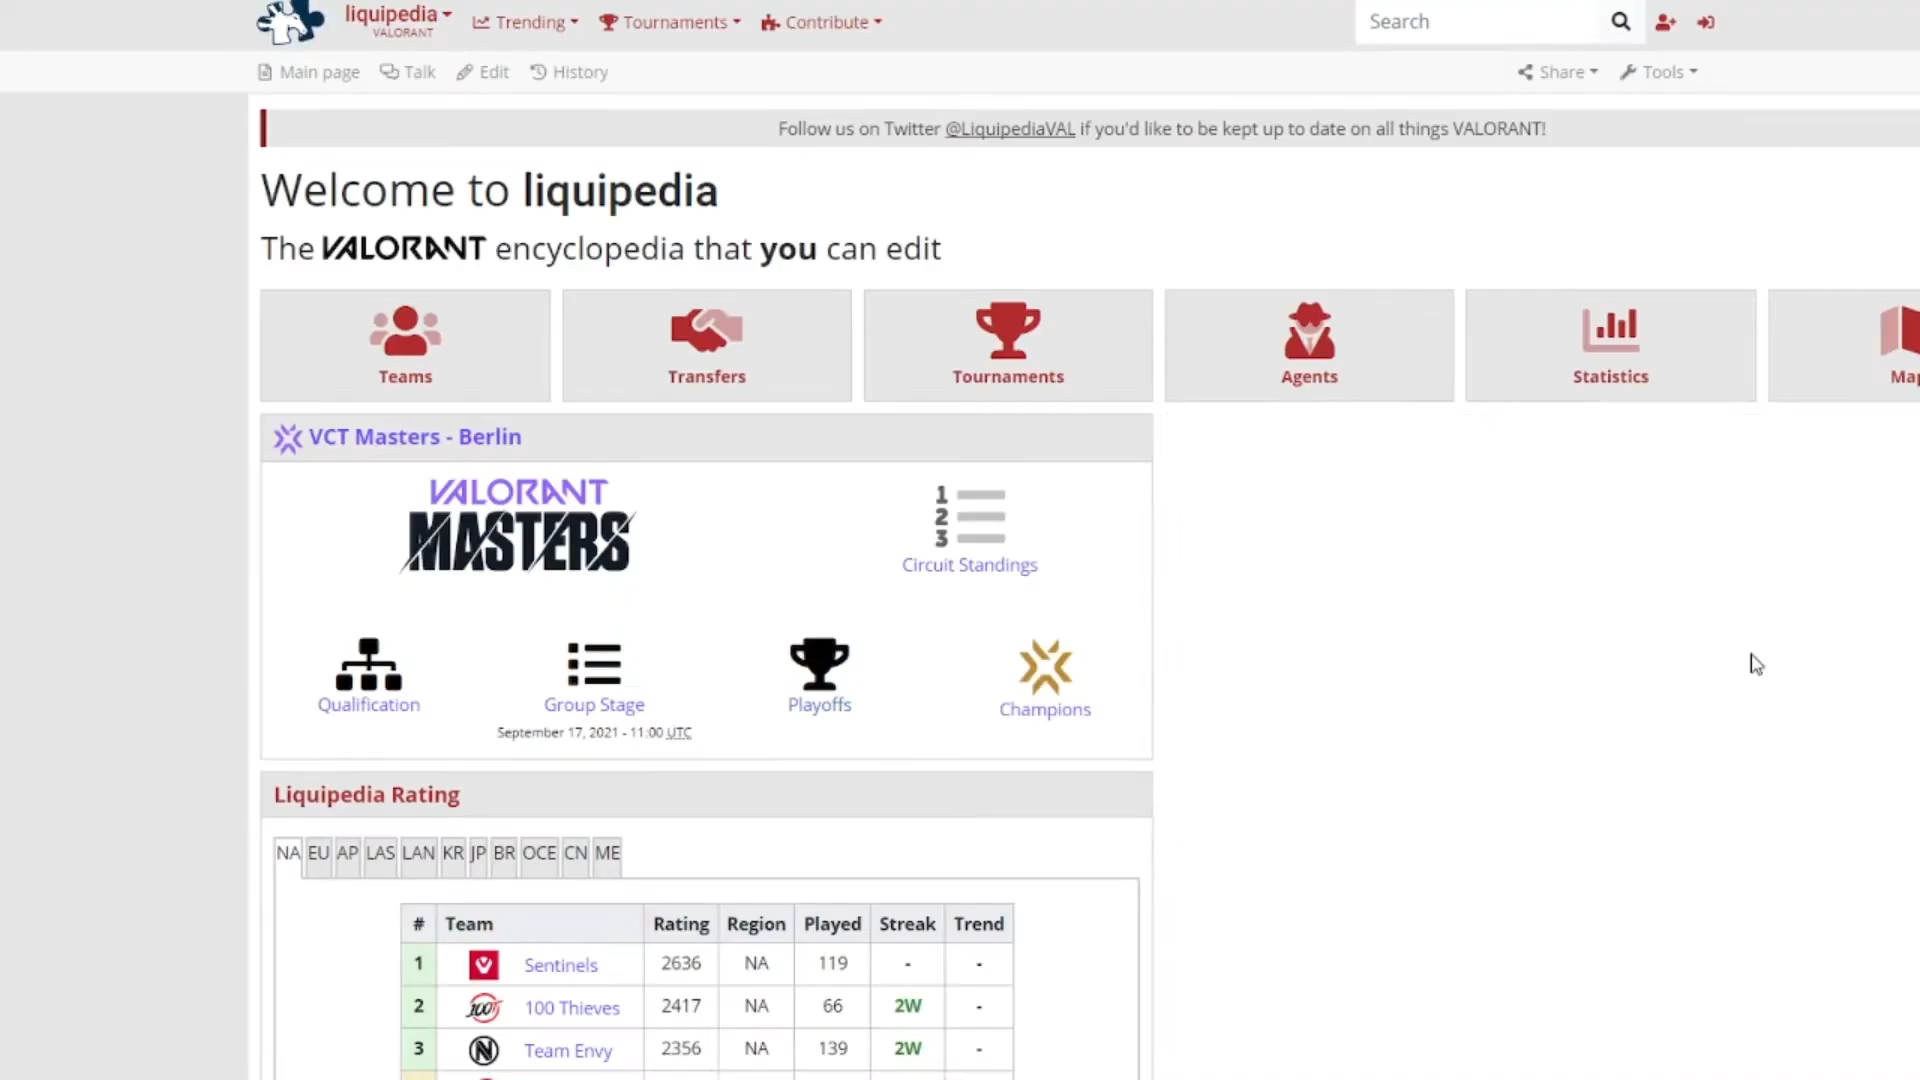 liquipedia
VALORANT
Trending
Tournaments
Contribute
Search
Main page
Talk
Edit
History
Share
Tools
Follow us on Twitter @LiquipediaVAL if you'd like to be kept up to date on all things VALORANT!
Welcome to liquipedia
The VALORANT encyclopedia that you can edit
Teams
Transfers
Tournaments
Agents
Statistics
VCT Masters - Berlin
VALORANT
MASTERS
1
2
3
Circuit Standings
Qualification
Group Stage
Playoffs
Champions
September 17, 2021 - 11:00 UTC
Liquipedia Rating
NA EU AP LAS LAN KR JP BR OCE CN ME
# Team Rating Region Played Streak Trend
1 Sentinels 2636 NA 119 - -
2 100T 100 Thieves 2417 NA 66 2W -
3 Team Envy 2356 NA 139 2W -